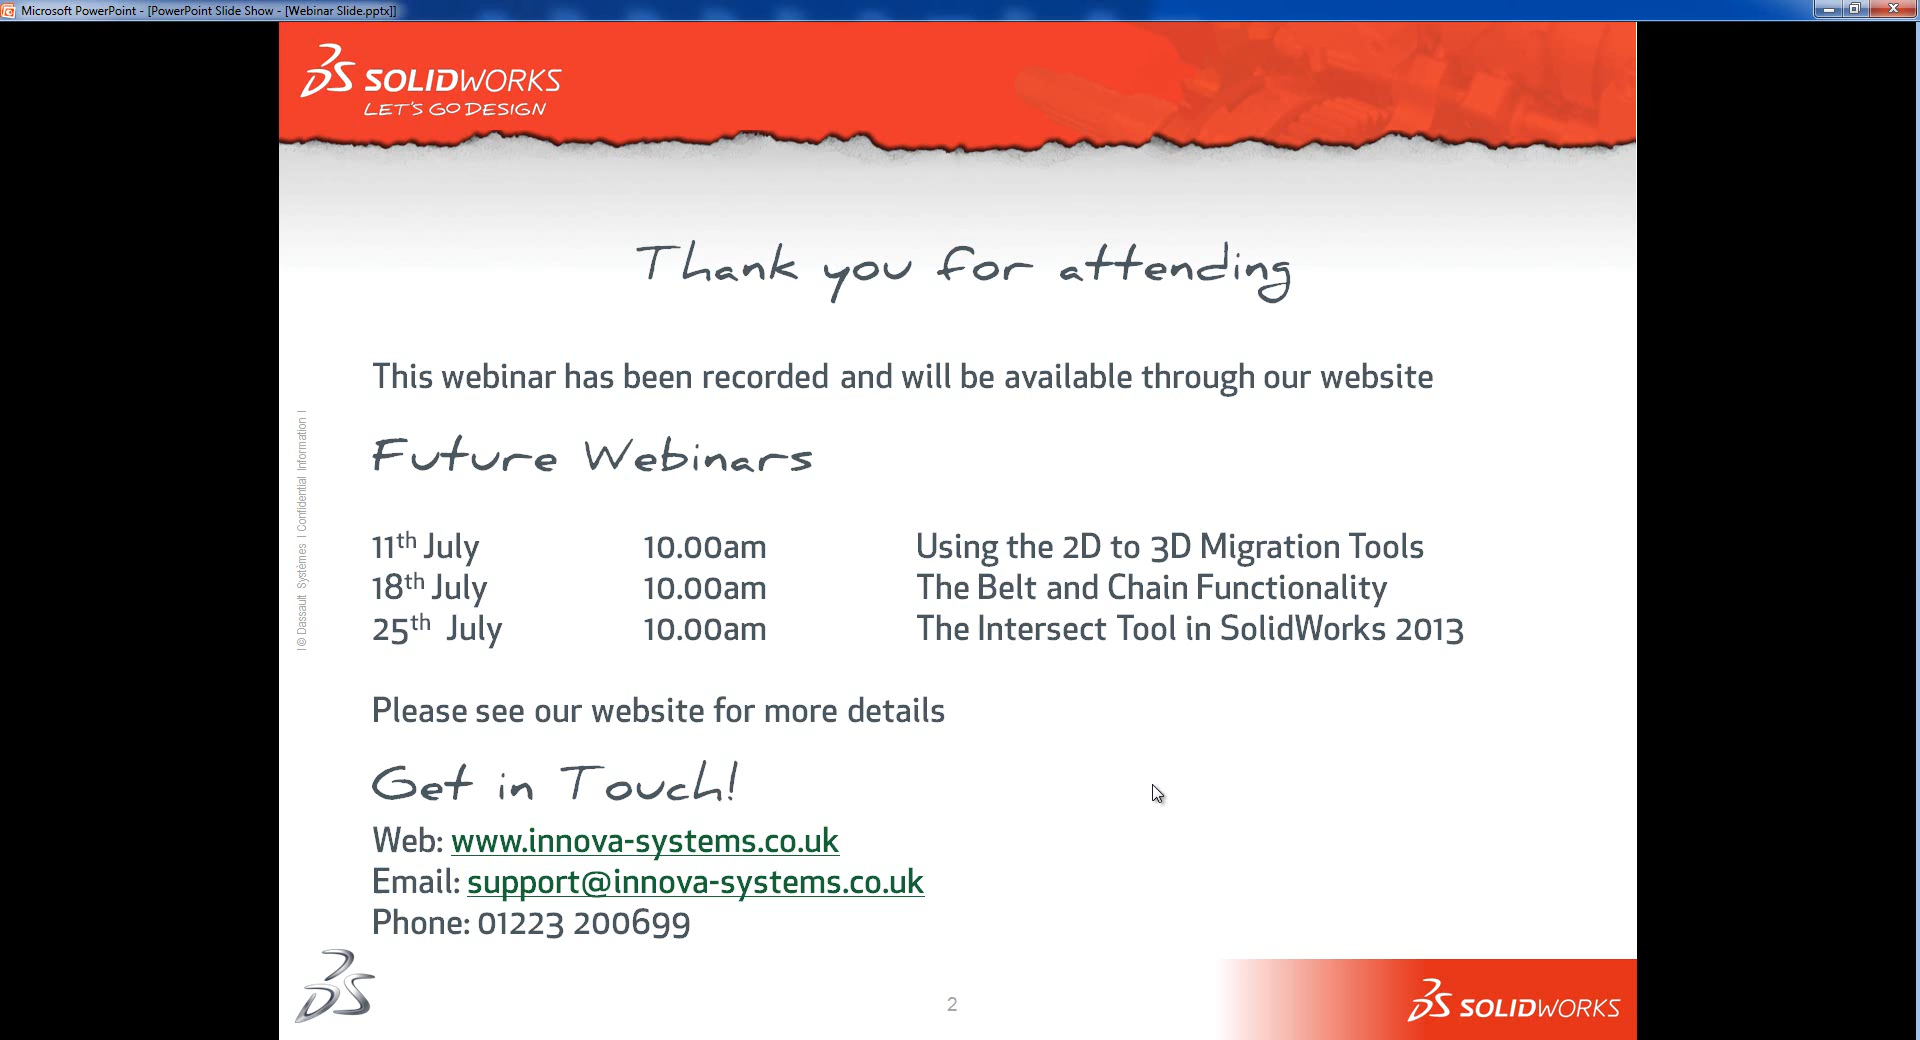 Microsoft PowerPoint - [PowerPoint Slide Show - [Webinar Slide.pptx]]
3DS SOLIDWORKS
LET'S GO DESIGN
Thank you for attending
This webinar has been recorded and will be available through our website
Future Webinars
11th July 10.00am Using the 2D to 3D Migration Tools
18th July 10.00am The Belt and Chain Functionality
25th July 10.00am The Intersect Tool in SolidWorks 2013
Please see our website for more details
Get in Touch!
Web: www.innova-systems.co.uk
Email: support@innova-systems.co.uk
Phone: 01223 200699
I © Dassault Systèmes I Confidential Information I
3DS
2
3DS SOLIDWORKS